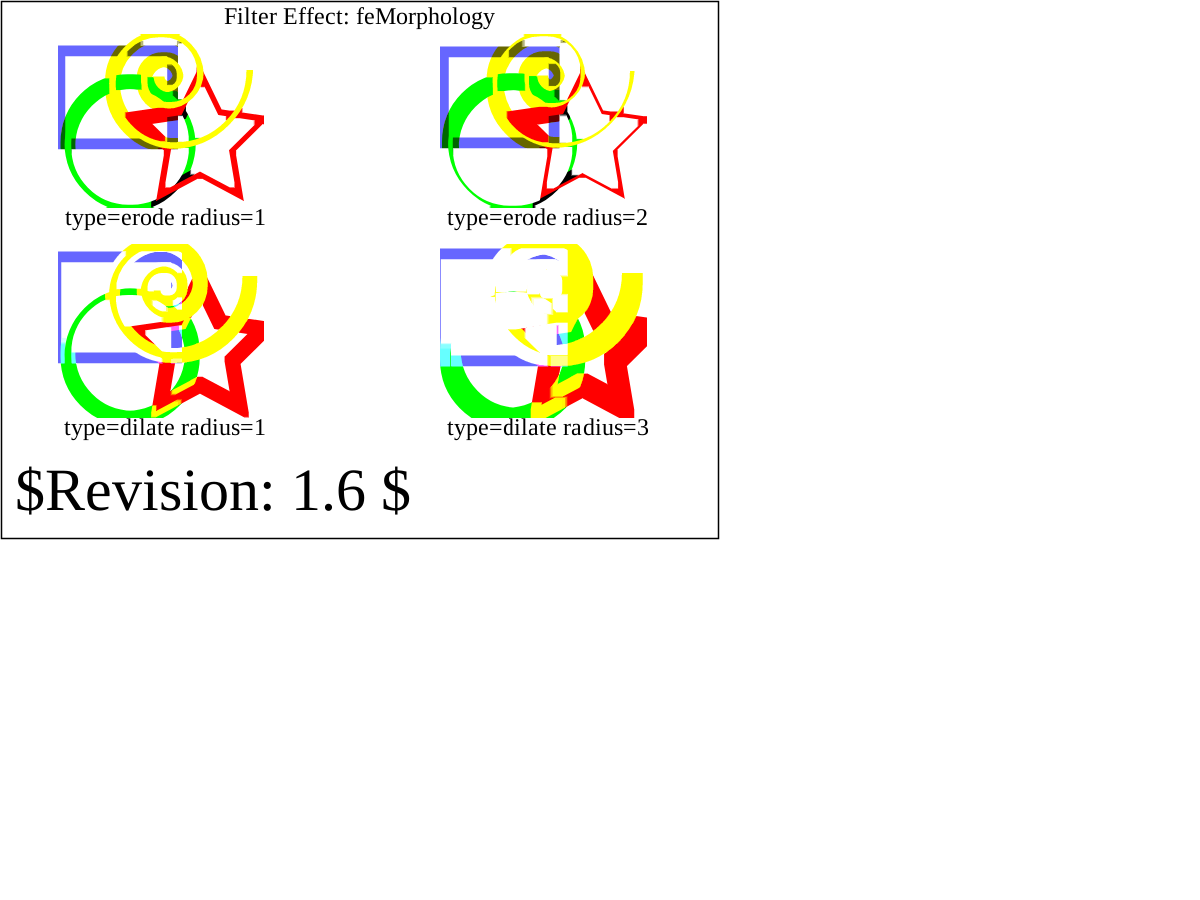 Filter Effect: feMorphology
type=erode radius=1
type=erode radius=2
type=dilate radius=1
type=dilate radius=3
$Revision: 1.6 $